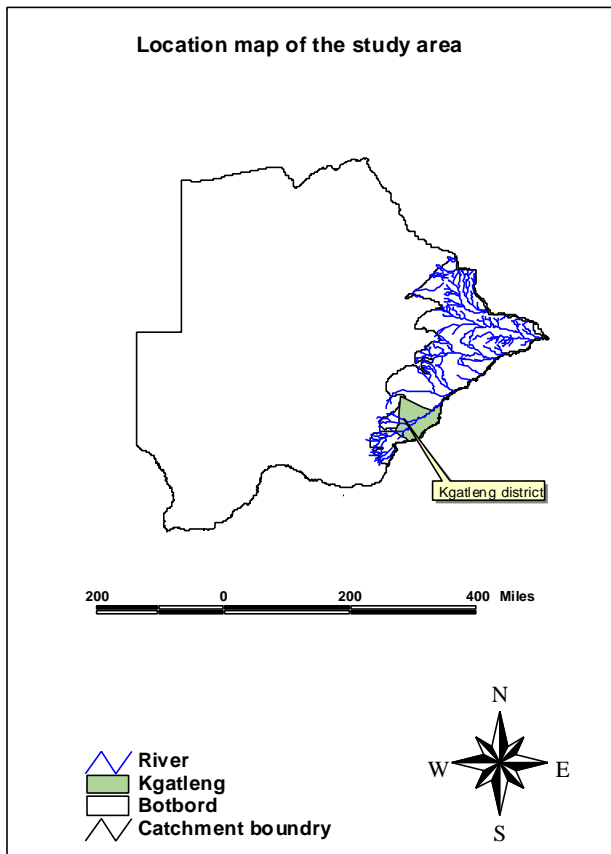 Location map of the study area
Kgatleng district
200 0 200 400 Miles
N
W E
S
River
Kgatleng
Botbord
Catchment boundry